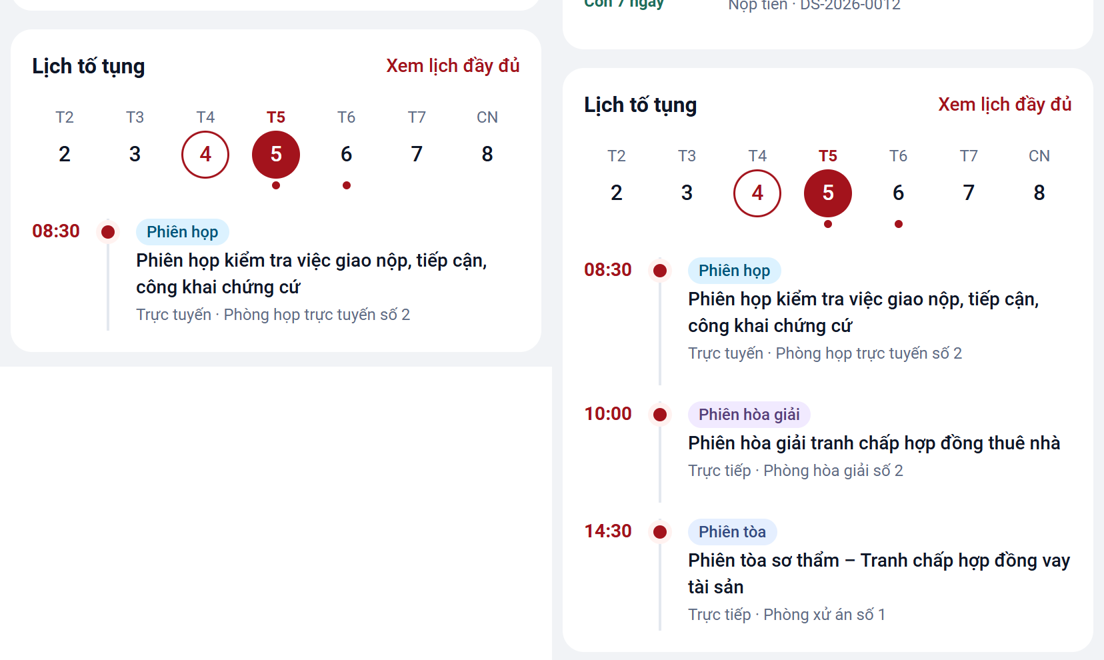 Lịch tố tụng
Xem lịch đầy đủ
T2 T3 T4 T5 T6 T7 CN
2 3 4 5 6 7 8
08:30 Phiên họp
Phiên họp kiểm tra việc giao nộp, tiếp cận,
công khai chứng cứ
Trực tuyến · Phòng họp trực tuyến số 2
Còn 7 ngày
Nộp tiền · DS-2026-0012
Lịch tố tụng
Xem lịch đầy đủ
T2 T3 T4 T5 T6 T7 CN
2 3 4 5 6 7 8
08:30 Phiên họp
Phiên họp kiểm tra việc giao nộp, tiếp cận,
công khai chứng cứ
Trực tuyến · Phòng họp trực tuyến số 2
10:00 Phiên hòa giải
Phiên hòa giải tranh chấp hợp đồng thuê nhà
Trực tiếp · Phòng hòa giải số 2
14:30 Phiên tòa
Phiên tòa sơ thẩm – Tranh chấp hợp đồng vay
tài sản
Trực tiếp · Phòng xử án số 1